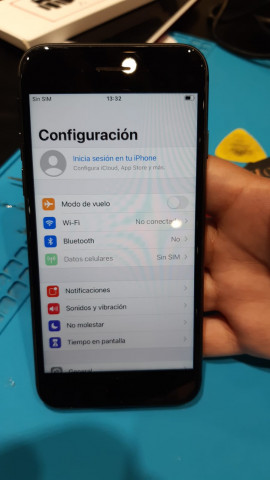 Sin SIM
13:32
Configuración
Inicia sesión en tu iPhone
Configura iCloud, App Store y más.
Modo de vuelo
Wi-Fi No conectado
Bluetooth No
Datos celulares Sin SIM
Notificaciones
Sonidos y vibración
No molestar
Tiempo en pantalla
General